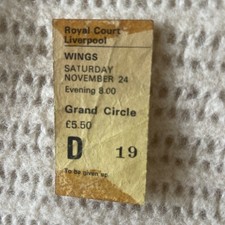 Royal Court
Liverpool
WINGS
SATURDAY
NOVEMBER 24
Evening 8.00
Grand Circle
£5.50
D 19
To be given up